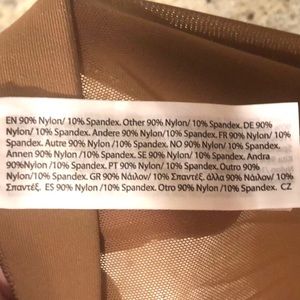 EN 90% Nylon/ 10% Spandex. Other 90% Nylon/ 10% Spandex. DE 90%
Nylon/ 10% Spandex. Andere 90% Nylon/10% Spandex. FR 90% Nylon/ 10%
Spandex. Autre 90% Nylon /10% Spandex. NO 90% Nylon/ 10% Spandex.
Annen 90% Nylon /10% Spandex. SE 90% Nylon/ 10% Spandex. Andra
90%Nylon /10% Spandex. PT 90% Nylon/10% Spandex. Outro 90%
Nylon/10% Spandex. GR 90% Νάιλον/ 10% Σπαντέξ. άλλα 90% Νάιλον/ 10%
Σπαντέξ. ES 90% Nylon /10% Spandex. Otro 90% Nylon /10% Spandex. CZ